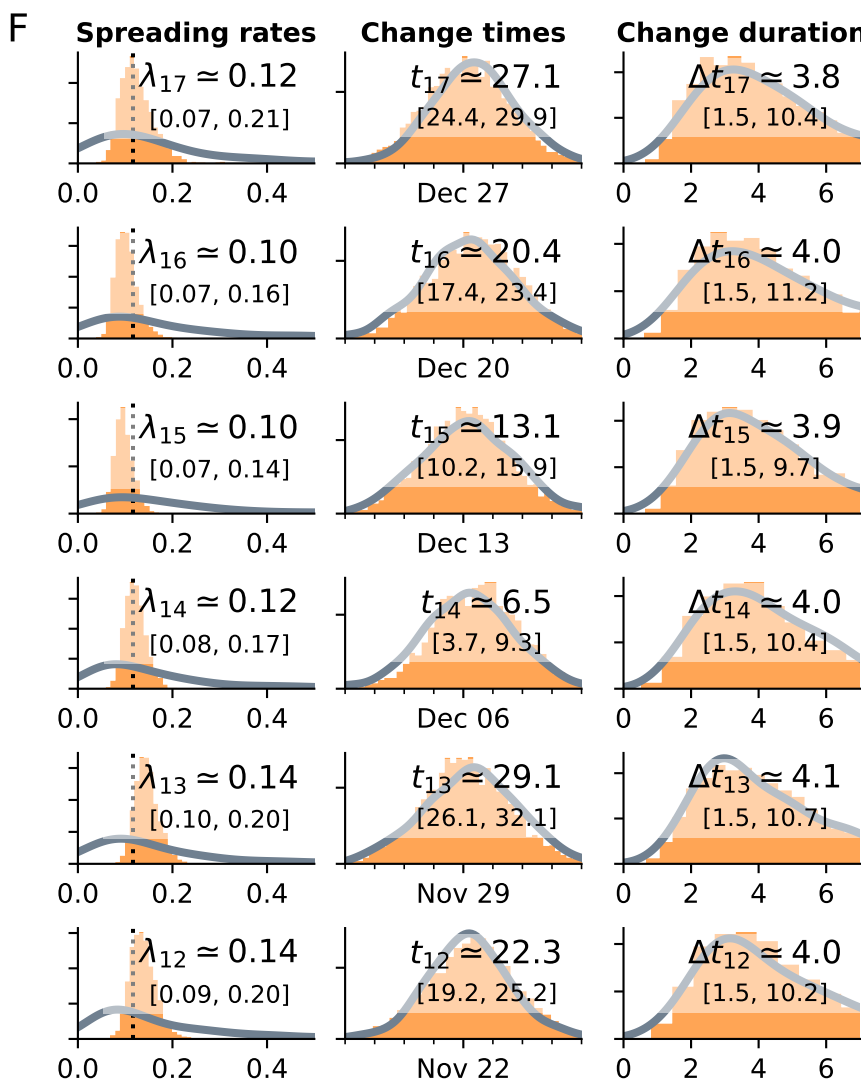 F
Spreading rates Change times Change duration
λ17 ≃ 0.12 t17 ≃ 27.1 Δt17 ≃ 3.8
[0.07, 0.21] [24.4, 29.9] [1.5, 10.4]
0.0 0.2 0.4 Dec 27 0 2 4 6
λ16 ≃ 0.10 t16 ≃ 20.4 Δt16 ≃ 4.0
[0.07, 0.16] [17.4, 23.4] [1.5, 11.2]
0.0 0.2 0.4 Dec 20 0 2 4 6
λ15 ≃ 0.10 t15 ≃ 13.1 Δt15 ≃ 3.9
[0.07, 0.14] [10.2, 15.9] [1.5, 9.7]
0.0 0.2 0.4 Dec 13 0 2 4 6
λ14 ≃ 0.12 t14 ≃ 6.5 Δt14 ≃ 4.0
[0.08, 0.17] [3.7, 9.3] [1.5, 10.4]
0.0 0.2 0.4 Dec 06 0 2 4 6
λ13 ≃ 0.14 t13 ≃ 29.1 Δt13 ≃ 4.1
[0.10, 0.20] [26.1, 32.1] [1.5, 10.7]
0.0 0.2 0.4 Nov 29 0 2 4 6
λ12 ≃ 0.14 t12 ≃ 22.3 Δt12 ≃ 4.0
[0.09, 0.20] [19.2, 25.2] [1.5, 10.2]
0.0 0.2 0.4 Nov 22 0 2 4 6